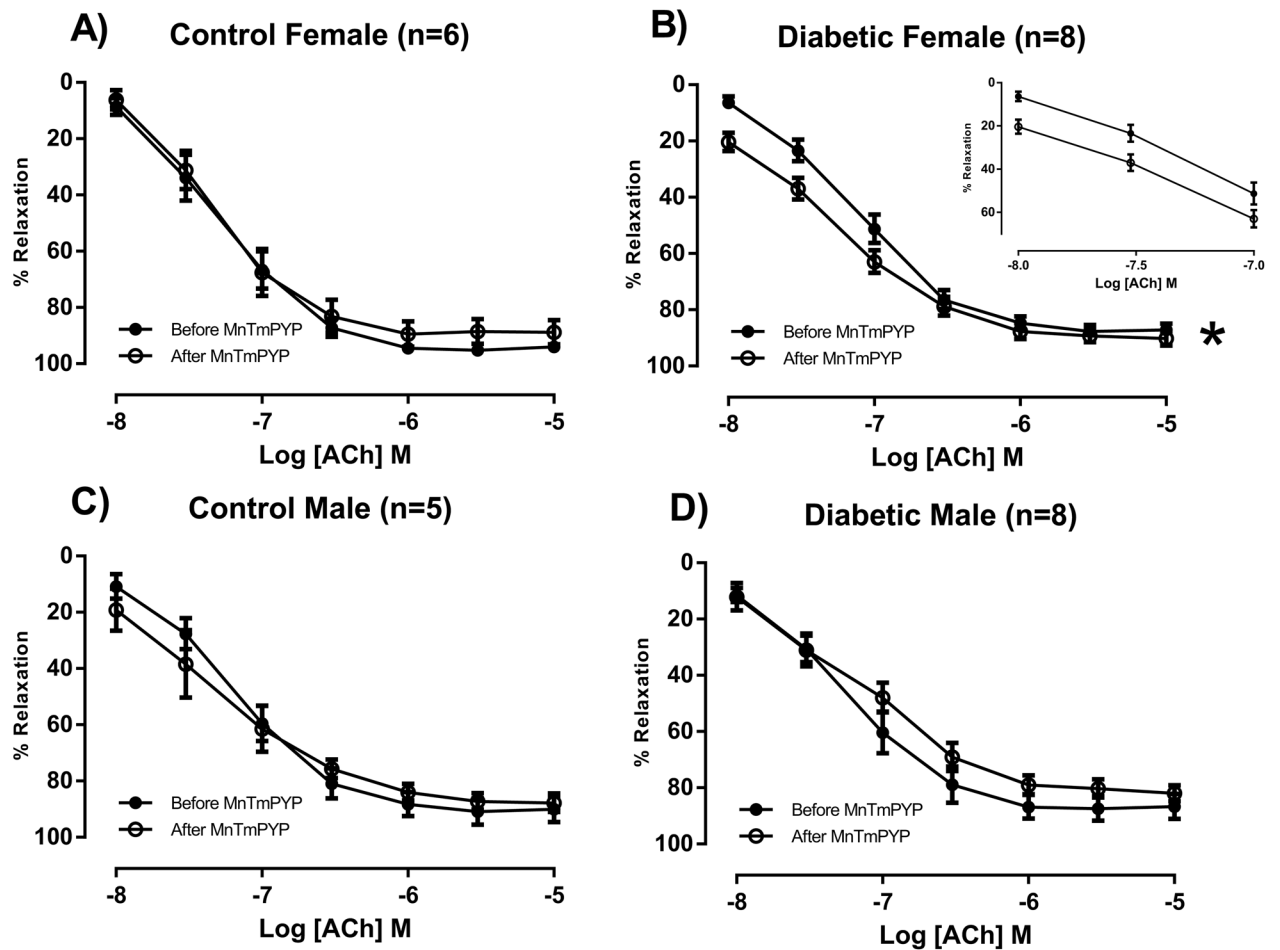 A)
Control Female (n=6)
0
20
40
60
80
100
% Relaxation
Before MnTmPYP
After MnTmPYP
-8
-7
-6
-5
Log [ACh] M
B)
Diabetic Female (n=8)
0
20
40
60
80
100
% Relaxation
Before MnTmPYP
After MnTmPYP
*
-8
-7
-6
-5
Log [ACh] M
0
20
40
60
% Relaxation
-8.0
-7.5
-7.0
Log [ACh] M
C)
Control Male (n=5)
0
20
40
60
80
100
% Relaxation
Before MnTmPYP
After MnTmPYP
-8
-7
-6
-5
Log [ACh] M
D)
Diabetic Male (n=8)
0
20
40
60
80
100
% Relaxation
Before MnTmPYP
After MnTmPYP
-8
-7
-6
-5
Log [ACh] M